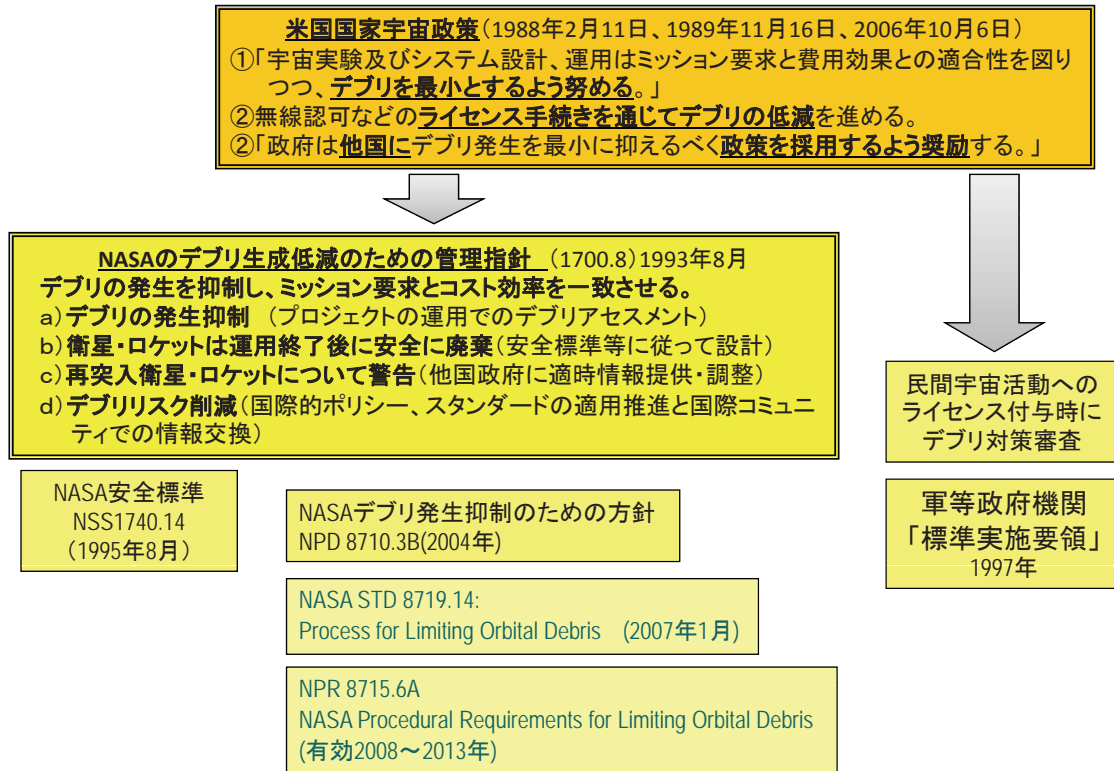 米国国家宇宙政策(1988年2月11日、1989年11月16日、2006年10月6日)
①「宇宙実験及びシステム設計、運用はミッション要求と費用効果との適合性を図り
つつ、デブリを最小とするよう努める。」
②無線認可などのライセンス手続きを通じてデブリの低減を進める。
②「政府は他国にデブリ発生を最小に抑えるべく政策を採用するよう奨励する。」
NASAのデブリ生成低減のための管理指針 (1700.8)1993年8月
デブリの発生を抑制し、ミッション要求とコスト効率を一致させる。
a)デブリの発生抑制 (プロジェクトの運用でのデブリアセスメント)
b)衛星・ロケットは運用終了後に安全に廃棄(安全標準等に従って設計)
c)再突入衛星・ロケットについて警告(他国政府に適時情報提供・調整)
d)デブリリスク削減(国際的ポリシー、スタンダードの適用推進と国際コミュニ
ティでの情報交換)
NASA安全標準
NSS1740.14
(1995年8月)
NASAデブリ発生抑制のための方針
NPD 8710.3B(2004年)
NASA STD 8719.14:
Process for Limiting Orbital Debris (2007年1月)
NPR 8715.6A
NASA Procedural Requirements for Limiting Orbital Debris
(有効2008~2013年)
民間宇宙活動への
ライセンス付与時に
デブリ対策審査
軍等政府機関
「標準実施要領」
1997年